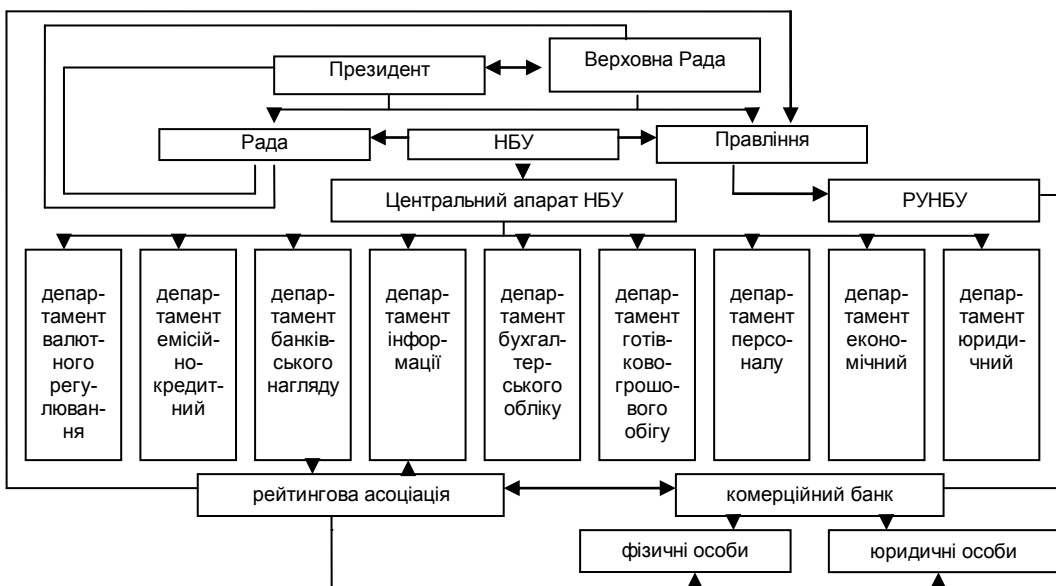 Президент
Верховна Рада
Рада
НБУ
Правління
Центральний апарат НБУ
РУНБУ
депар-
тамент
валют-
ного
регу-
люван-
ня
депар-
тамент
емісій-
но-
кредит-
ний
депар-
тамент
банків-
ського
нагляду
депар-
тамент
інфор-
мації
депар-
тамент
бухгал-
тер-
ського
обліку
депар-
тамент
готів-
ково-
грошо-
вого
обігу
депар-
тамент
персо-
налу
депар-
тамент
еконо-
мічний
депар-
тамент
юриди-
чний
рейтингова асоціація
комерційний банк
фізичні особи
юридичні особи